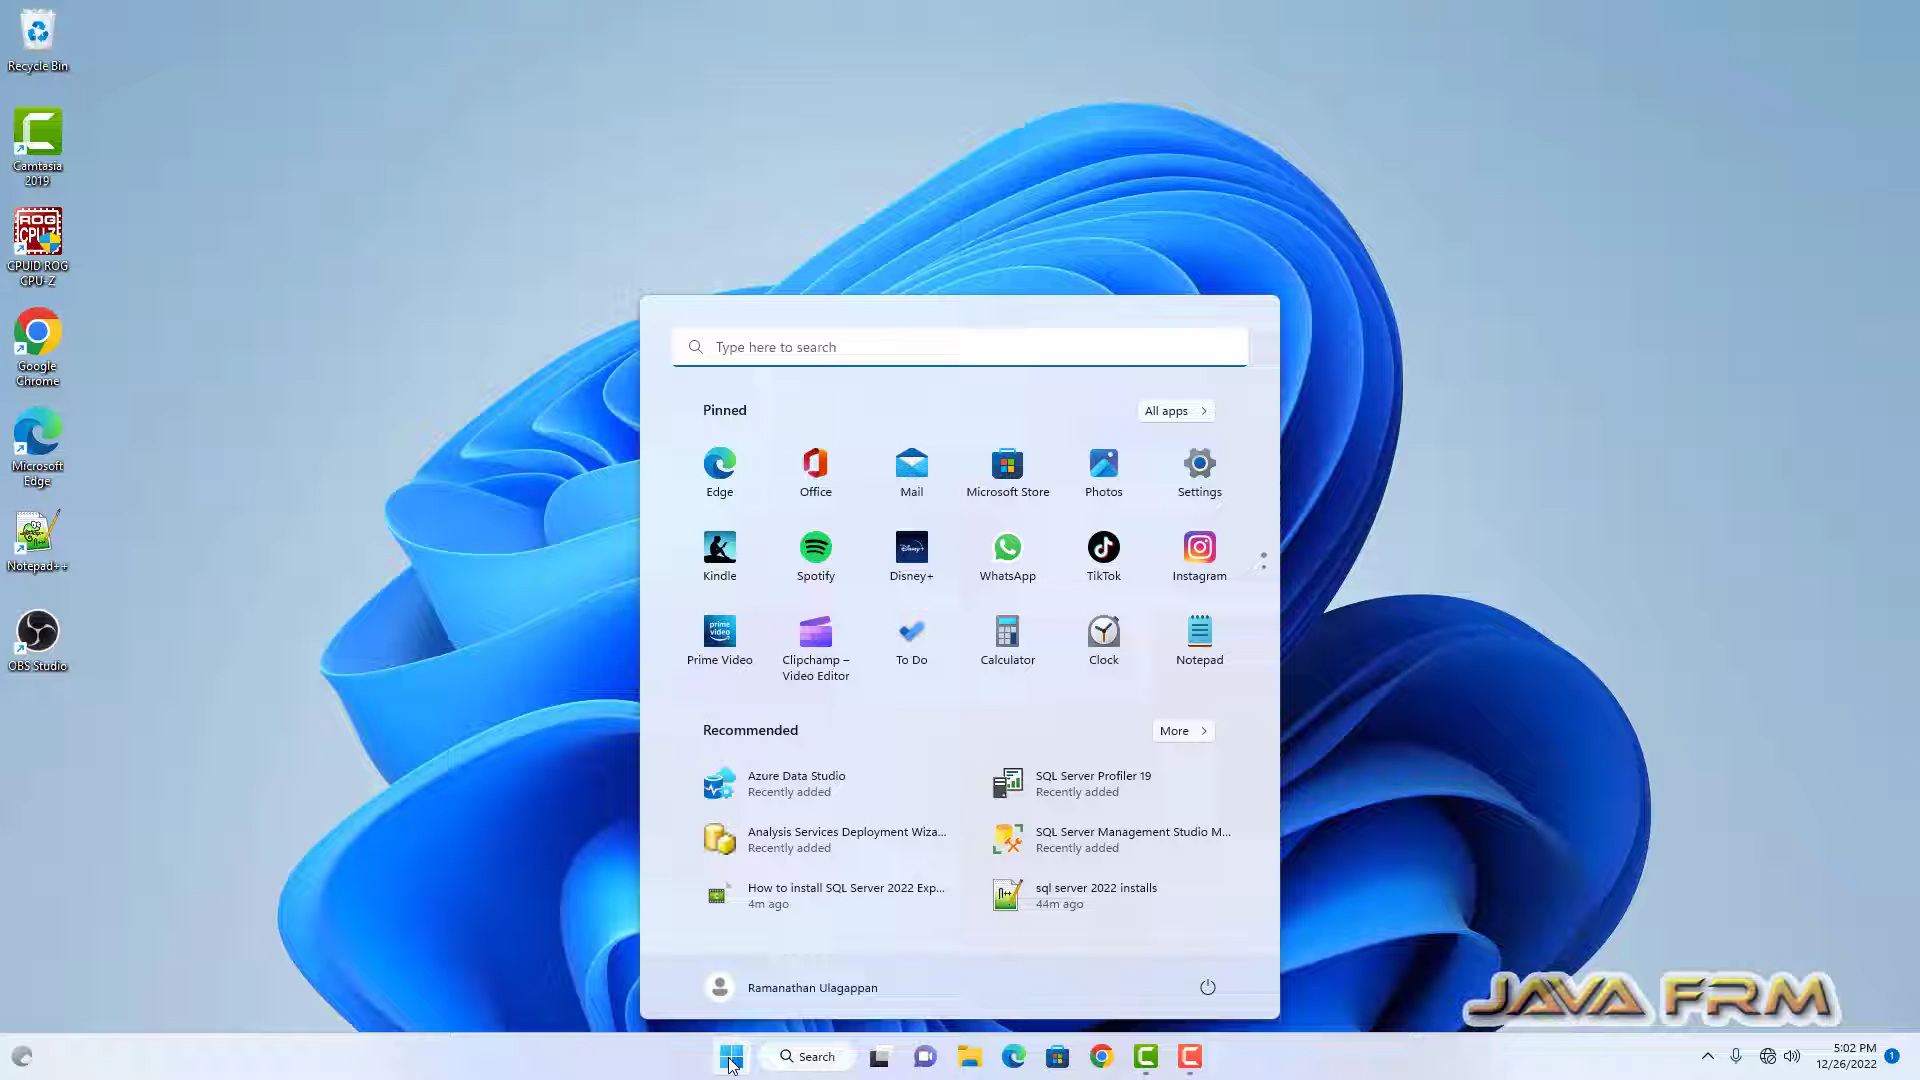 Recycle Bin
Camtasia
2019
CPUID ROG
CPU-Z
Google
Chrome
Microsoft
Edge
Notepad++
OBS Studio
Type here to search
Pinned
All apps
Edge
Office
Mail
Microsoft Store
Photos
Settings
Kindle
Spotify
Disney+
WhatsApp
TikTok
Instagram
Prime Video
Clipchamp –
Video Editor
To Do
Calculator
Clock
Notepad
Recommended
More
Azure Data Studio
Recently added
SQL Server Profiler 19
Recently added
Analysis Services Deployment Wiza...
Recently added
SQL Server Management Studio M...
Recently added
How to install SQL Server 2022 Exp...
4m ago
sql server 2022 installs
44m ago
Ramanathan Ulagappan
JAVA FRM
Search
5:02 PM
12/26/2022
1